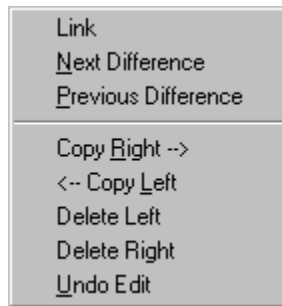 Link
Next Difference
Previous Difference
Copy Right -->
<-- Copy Left
Delete Left
Delete Right
Undo Edit